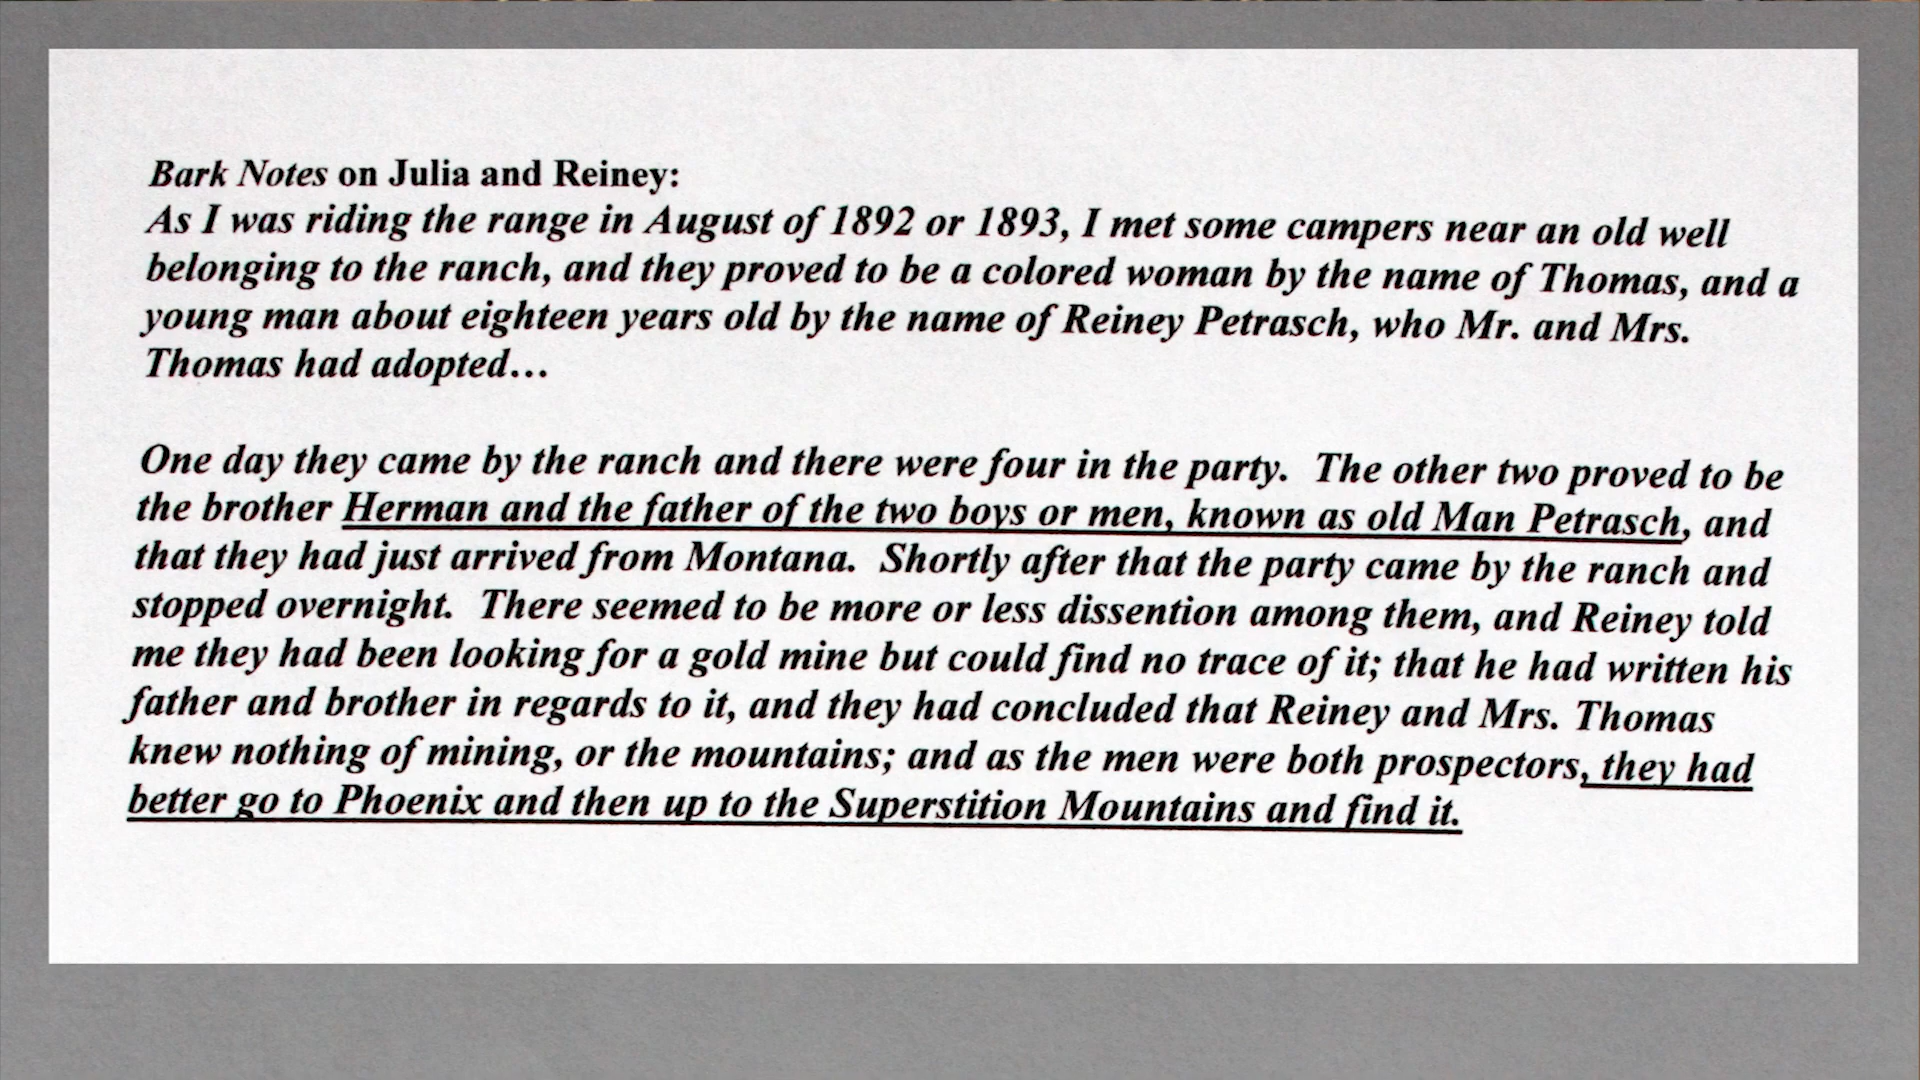 Bark Notes on Julia and Reiney:
As I was riding the range in August of 1892 or 1893, I met some campers near an old well
belonging to the ranch, and they proved to be a colored woman by the name of Thomas, and a
young man about eighteen years old by the name of Reiney Petrasch, who Mr. and Mrs.
Thomas had adopted…
One day they came by the ranch and there were four in the party. The other two proved to be
the brother Herman and the father of the two boys or men, known as old Man Petrasch, and
that they had just arrived from Montana. Shortly after that the party came by the ranch and
stopped overnight. There seemed to be more or less dissention among them, and Reiney told
me they had been looking for a gold mine but could find no trace of it; that he had written his
father and brother in regards to it, and they had concluded that Reiney and Mrs. Thomas
knew nothing of mining, or the mountains; and as the men were both prospectors, they had
better go to Phoenix and then up to the Superstition Mountains and find it.